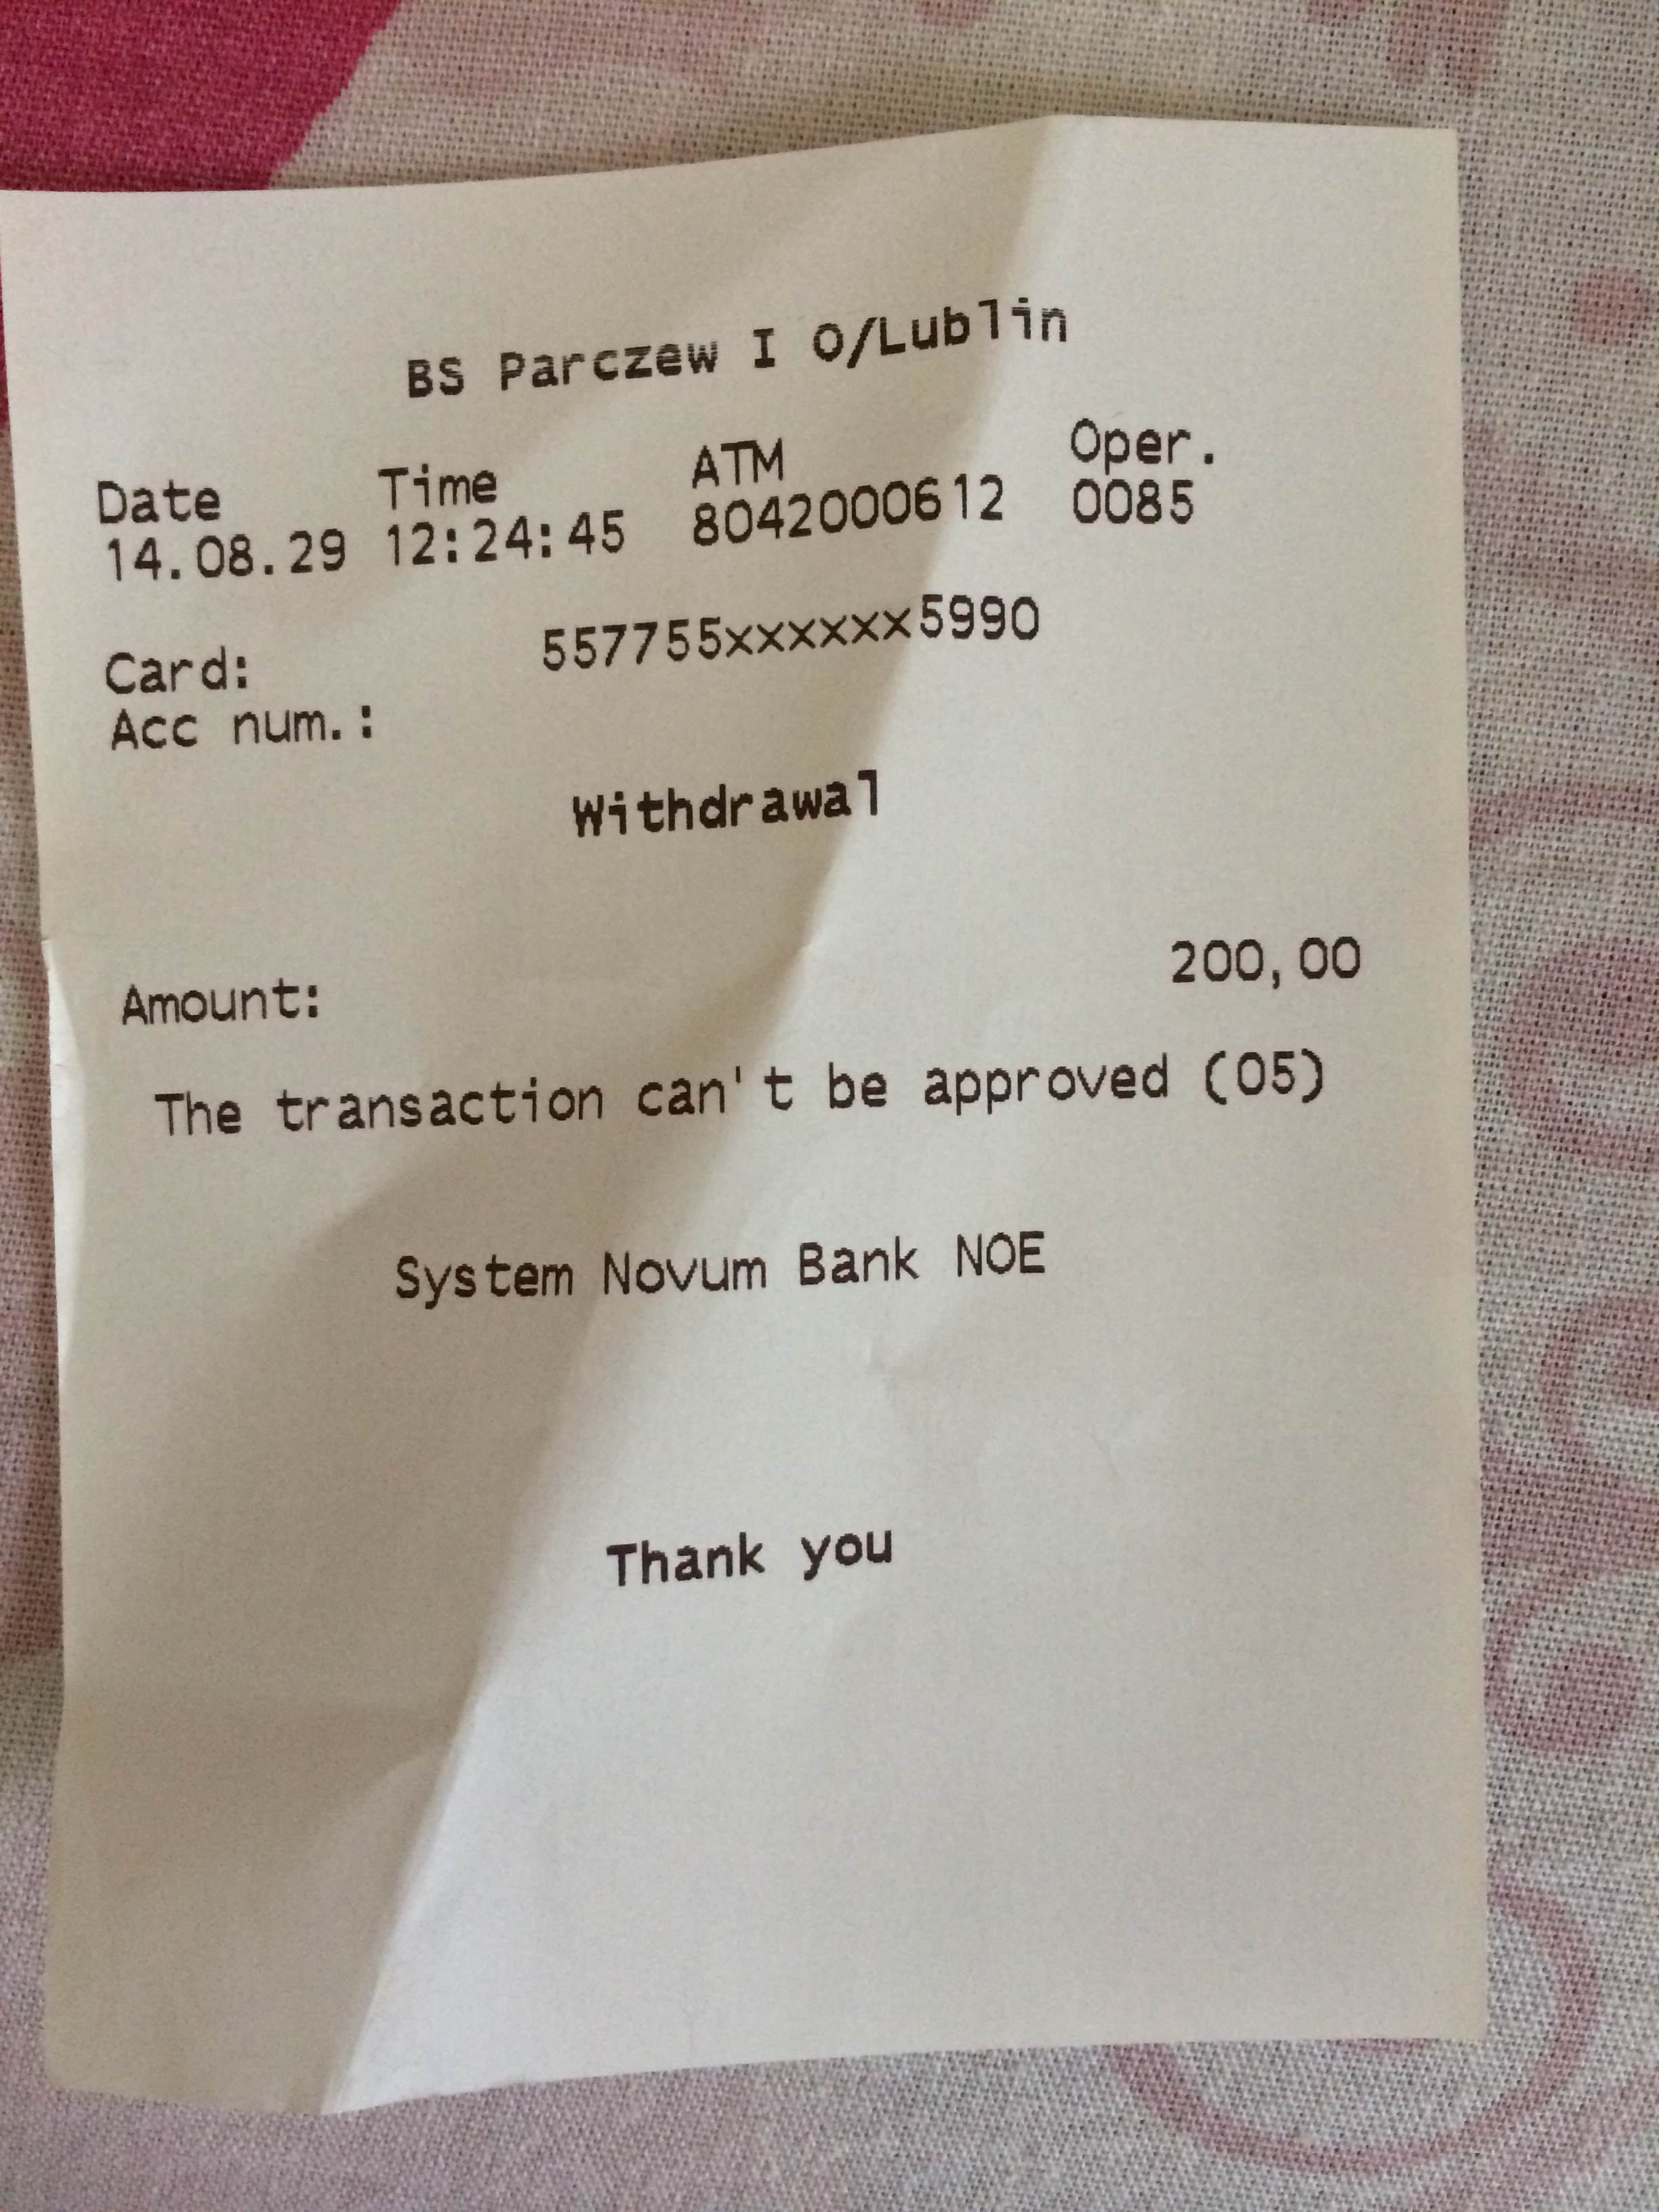 BS Parczew I O/Lublin
Date Time ATM Oper.
14.08.29 12:24:45 8042000612 0085
Card: 557755xxxxxx5990
Acc num.:
Withdrawal
Amount: 200,00
The transaction can't be approved (05)
System Novum Bank NOE
Thank you